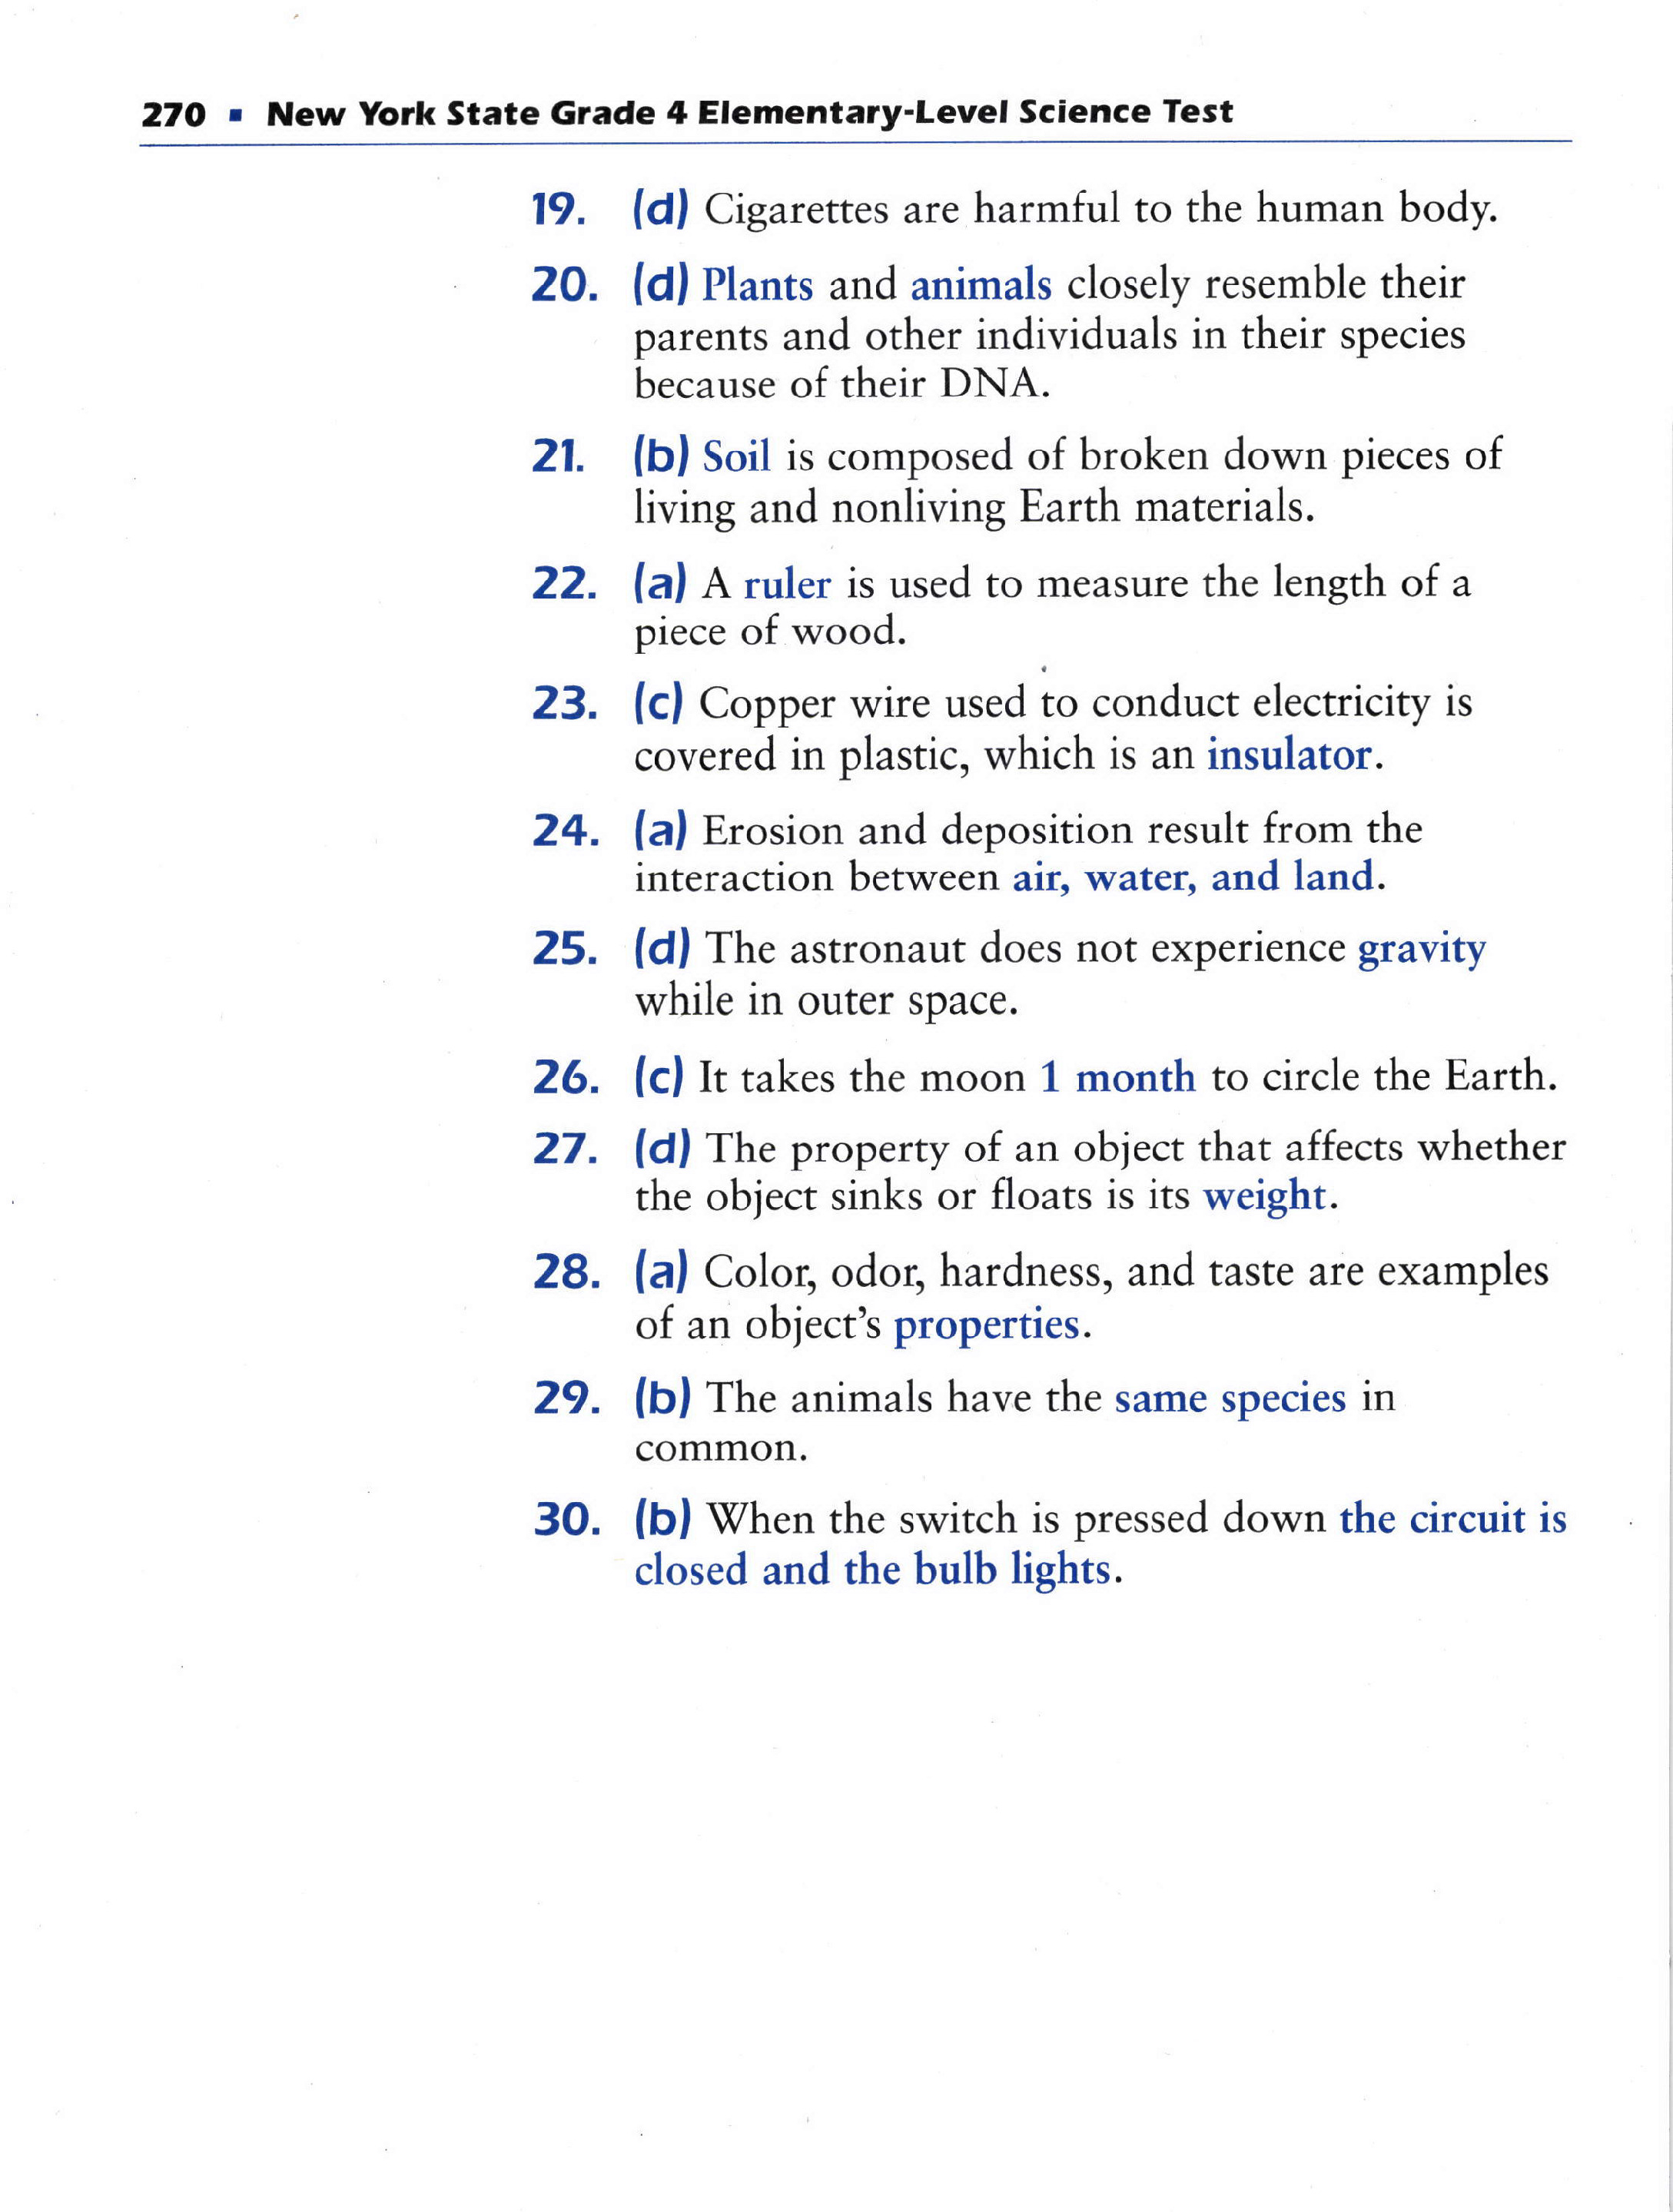 270 ▪ New York State Grade 4 Elementary-Level Science Test
19. (d) Cigarettes are harmful to the human body.
20. (d) Plants and animals closely resemble their
parents and other individuals in their species
because of their DNA.
21. (b) Soil is composed of broken down pieces of
living and nonliving Earth materials.
22. (a) A ruler is used to measure the length of a
piece of wood.
23. (c) Copper wire used to conduct electricity is
covered in plastic, which is an insulator.
24. (a) Erosion and deposition result from the
interaction between air, water, and land.
25. (d) The astronaut does not experience gravity
while in outer space.
26. (c) It takes the moon 1 month to circle the Earth.
27. (d) The property of an object that affects whether
the object sinks or floats is its weight.
28. (a) Color, odor, hardness, and taste are examples
of an object’s properties.
29. (b) The animals have the same species in
common.
30. (b) When the switch is pressed down the circuit is
closed and the bulb lights.